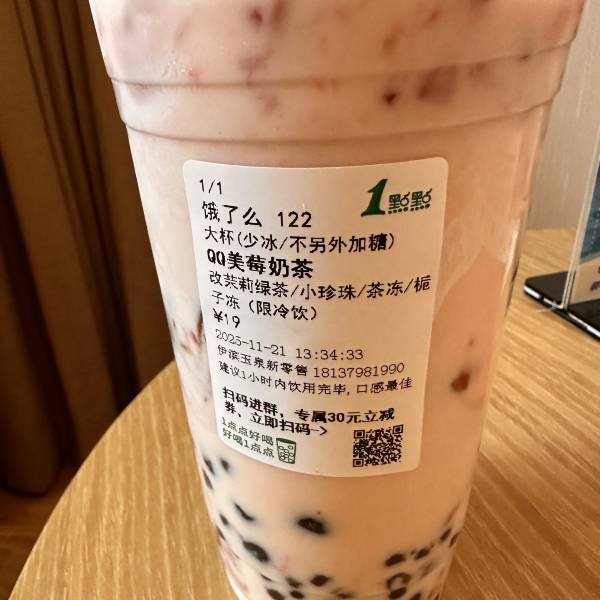 1/1
1點點
饿了么 122
大杯(少冰/不另外加糖)
QQ美莓奶茶
改茉莉绿茶/小珍珠/茶冻/栀
子冻（限冷饮）
¥19
2025-11-21 13:34:33
伊滨玉泉新零售 18137981990
建议1小时内饮用完毕,口感最佳
扫码进群，专属30元立减
券，立即扫码->
1点点好喝
好喝1点点